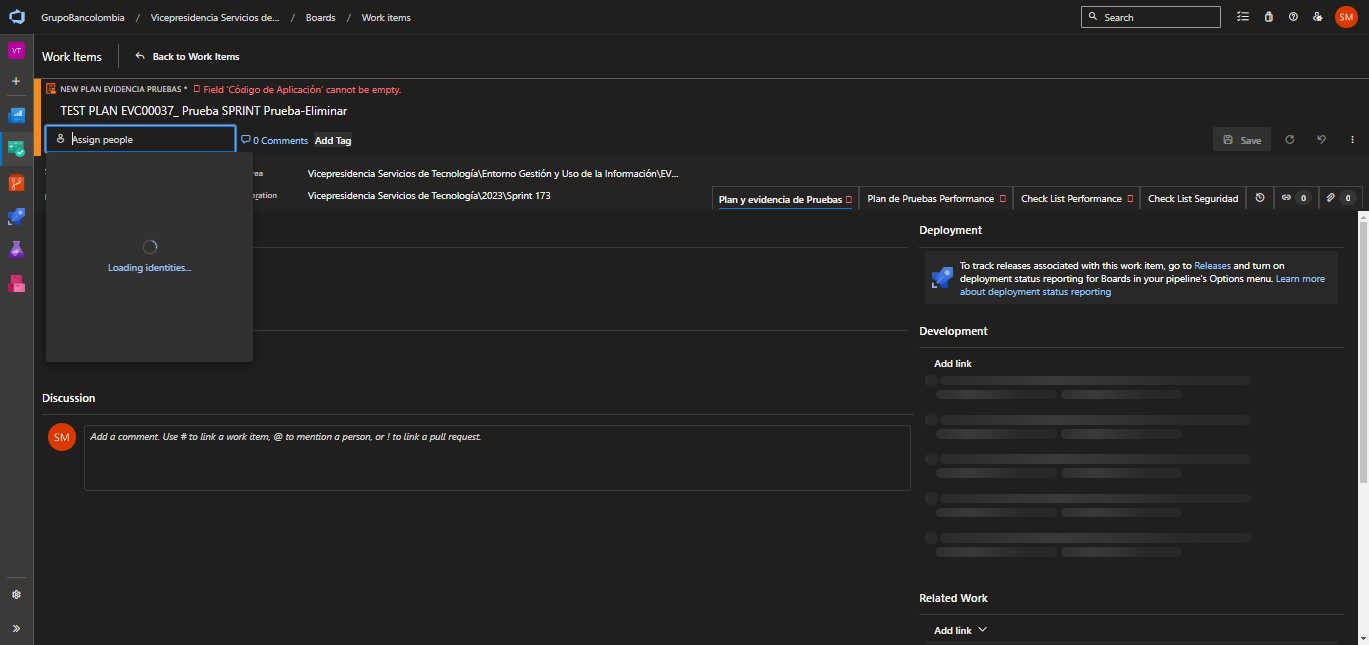 GrupoBancolombia / Vicepresidencia Servicios de... / Boards / Work items
Search
SM
VT
Work Items
Back to Work Items
NEW PLAN EVIDENCIA PRUEBAS * Field 'Código de Aplicación' cannot be empty.
TEST PLAN EVC00037_ Prueba SPRINT Prueba-Eliminar
Assign people
0 Comments
Add Tag
Save
Vicepresidencia Servicios de Tecnología\Entorno Gestión y Uso de la Información\EV...
Vicepresidencia Servicios de Tecnología\2023\Sprint 173
Plan y evidencia de Pruebas
Plan de Pruebas Performance
Check List Performance
Check List Seguridad
0
0
Loading identities...
Deployment
To track releases associated with this work item, go to Releases and turn on
deployment status reporting for Boards in your pipeline's Options menu. Learn more
about deployment status reporting
Development
Add link
Discussion
SM
Add a comment. Use # to link a work item, @ to mention a person, or ! to link a pull request.
Related Work
Add link